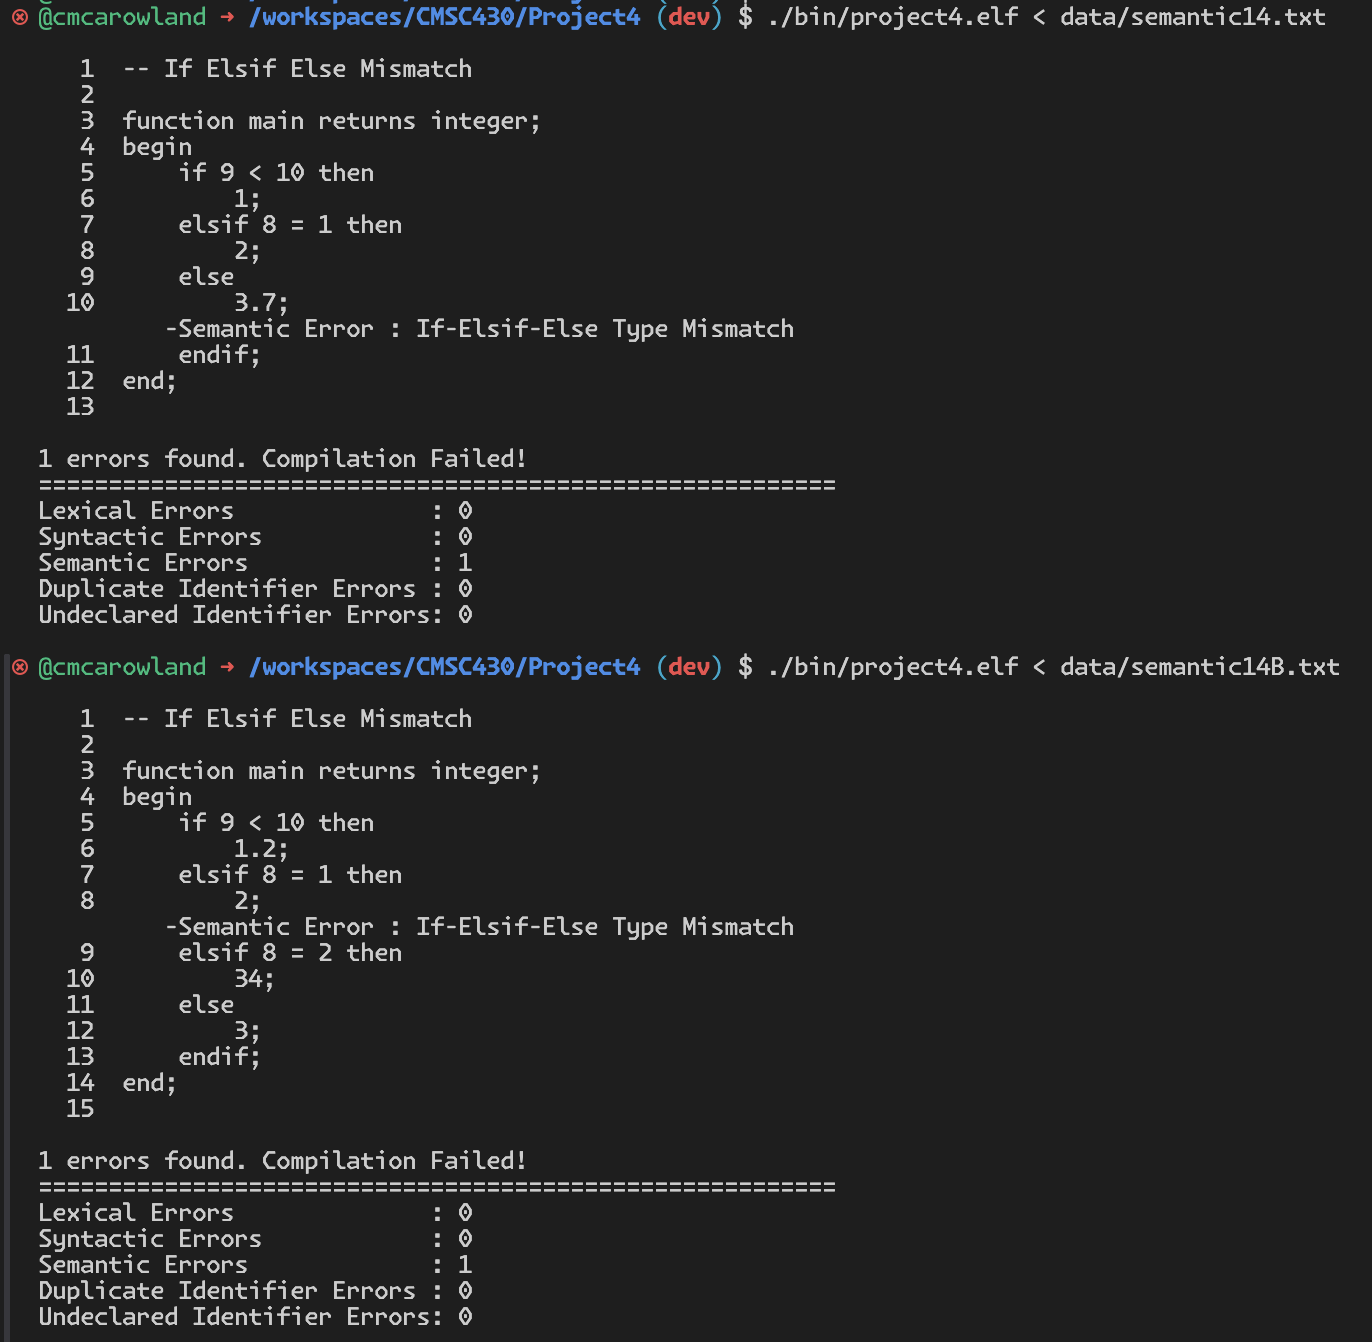 @cmcarowland → /workspaces/CMSC430/Project4 (dev) $ ./bin/project4.elf < data/semantic14.txt
1 -- If Elsif Else Mismatch
2
3 function main returns integer;
4 begin
5 if 9 < 10 then
6 1;
7 elsif 8 = 1 then
8 2;
9 else
10 3.7;
-Semantic Error : If-Elsif-Else Type Mismatch
11 endif;
12 end;
13
1 errors found. Compilation Failed!
=========================================================
Lexical Errors : 0
Syntactic Errors : 0
Semantic Errors : 1
Duplicate Identifier Errors : 0
Undeclared Identifier Errors: 0
@cmcarowland → /workspaces/CMSC430/Project4 (dev) $ ./bin/project4.elf < data/semantic14B.txt
1 -- If Elsif Else Mismatch
2
3 function main returns integer;
4 begin
5 if 9 < 10 then
6 1.2;
7 elsif 8 = 1 then
8 2;
-Semantic Error : If-Elsif-Else Type Mismatch
9 elsif 8 = 2 then
10 34;
11 else
12 3;
13 endif;
14 end;
15
1 errors found. Compilation Failed!
=========================================================
Lexical Errors : 0
Syntactic Errors : 0
Semantic Errors : 1
Duplicate Identifier Errors : 0
Undeclared Identifier Errors: 0